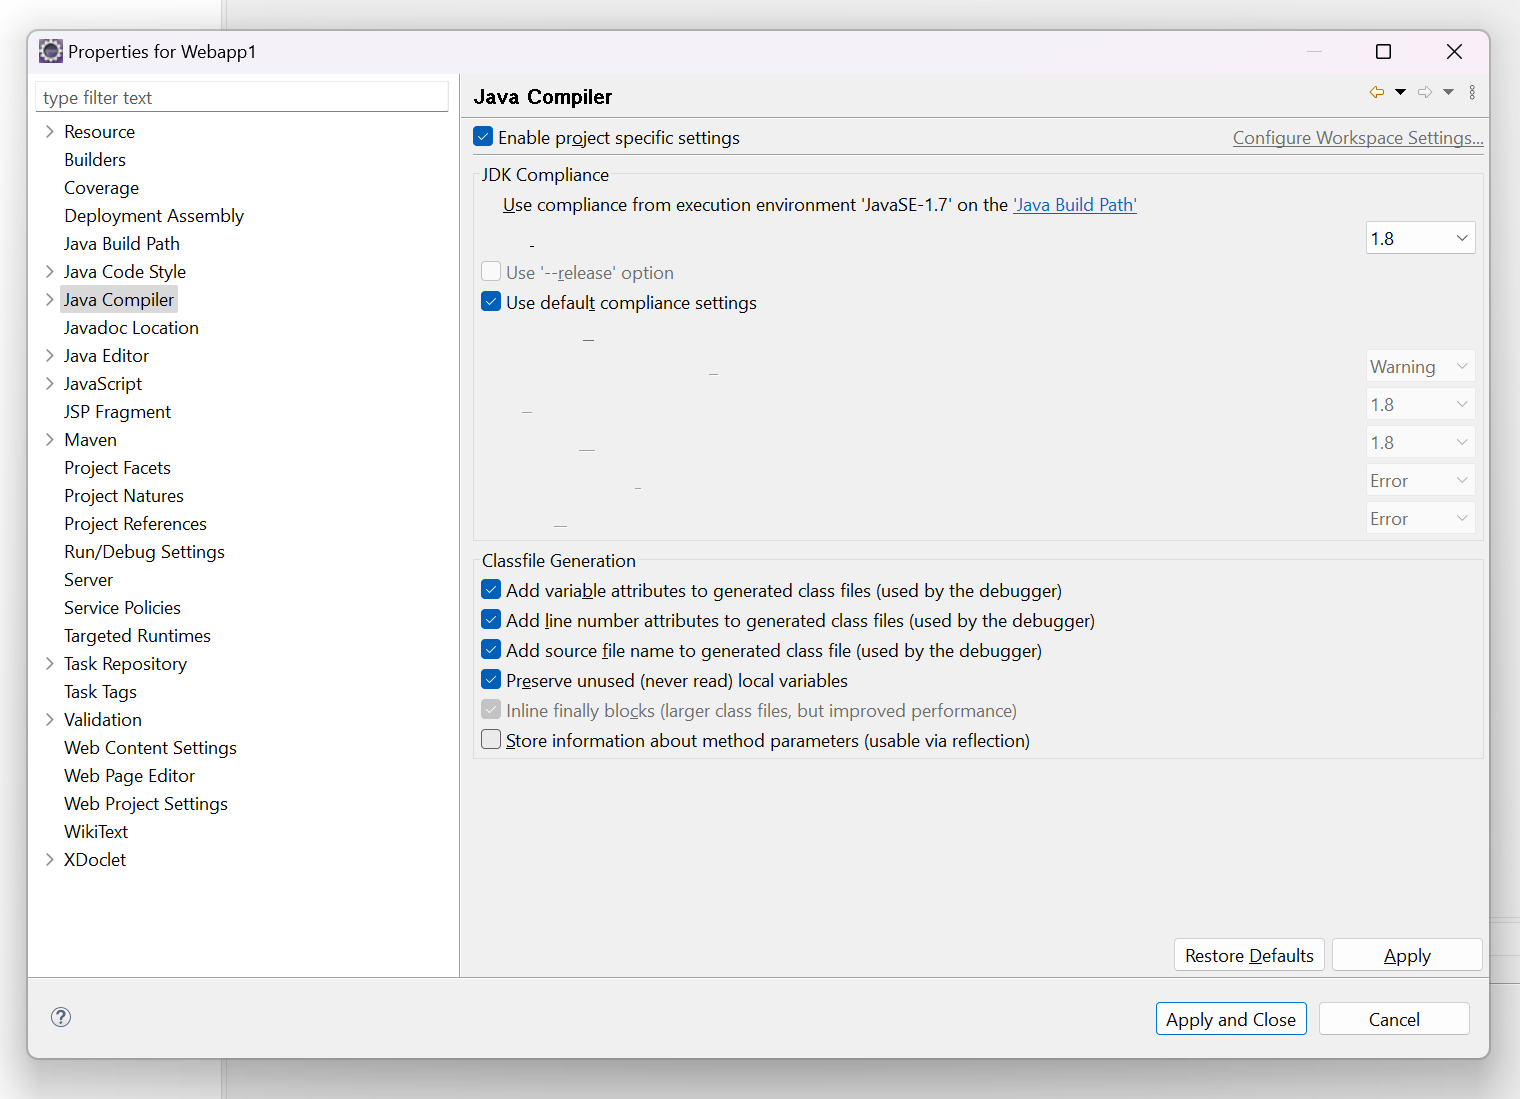 Properties for Webapp1
type filter text
Resource
Builders
Coverage
Deployment Assembly
Java Build Path
Java Code Style
Java Compiler
Javadoc Location
Java Editor
JavaScript
JSP Fragment
Maven
Project Facets
Project Natures
Project References
Run/Debug Settings
Server
Service Policies
Targeted Runtimes
Task Repository
Task Tags
Validation
Web Content Settings
Web Page Editor
Web Project Settings
WikiText
XDoclet
Java Compiler
Enable project specific settings
Configure Workspace Settings...
JDK Compliance
Use compliance from execution environment 'JavaSE-1.7' on the 'Java Build Path'
1.8
Use '--release' option
Use default compliance settings
Warning
1.8
1.8
Error
Error
Classfile Generation
Add variable attributes to generated class files (used by the debugger)
Add line number attributes to generated class files (used by the debugger)
Add source file name to generated class file (used by the debugger)
Preserve unused (never read) local variables
Inline finally blocks (larger class files, but improved performance)
Store information about method parameters (usable via reflection)
Restore Defaults
Apply
Apply and Close
Cancel